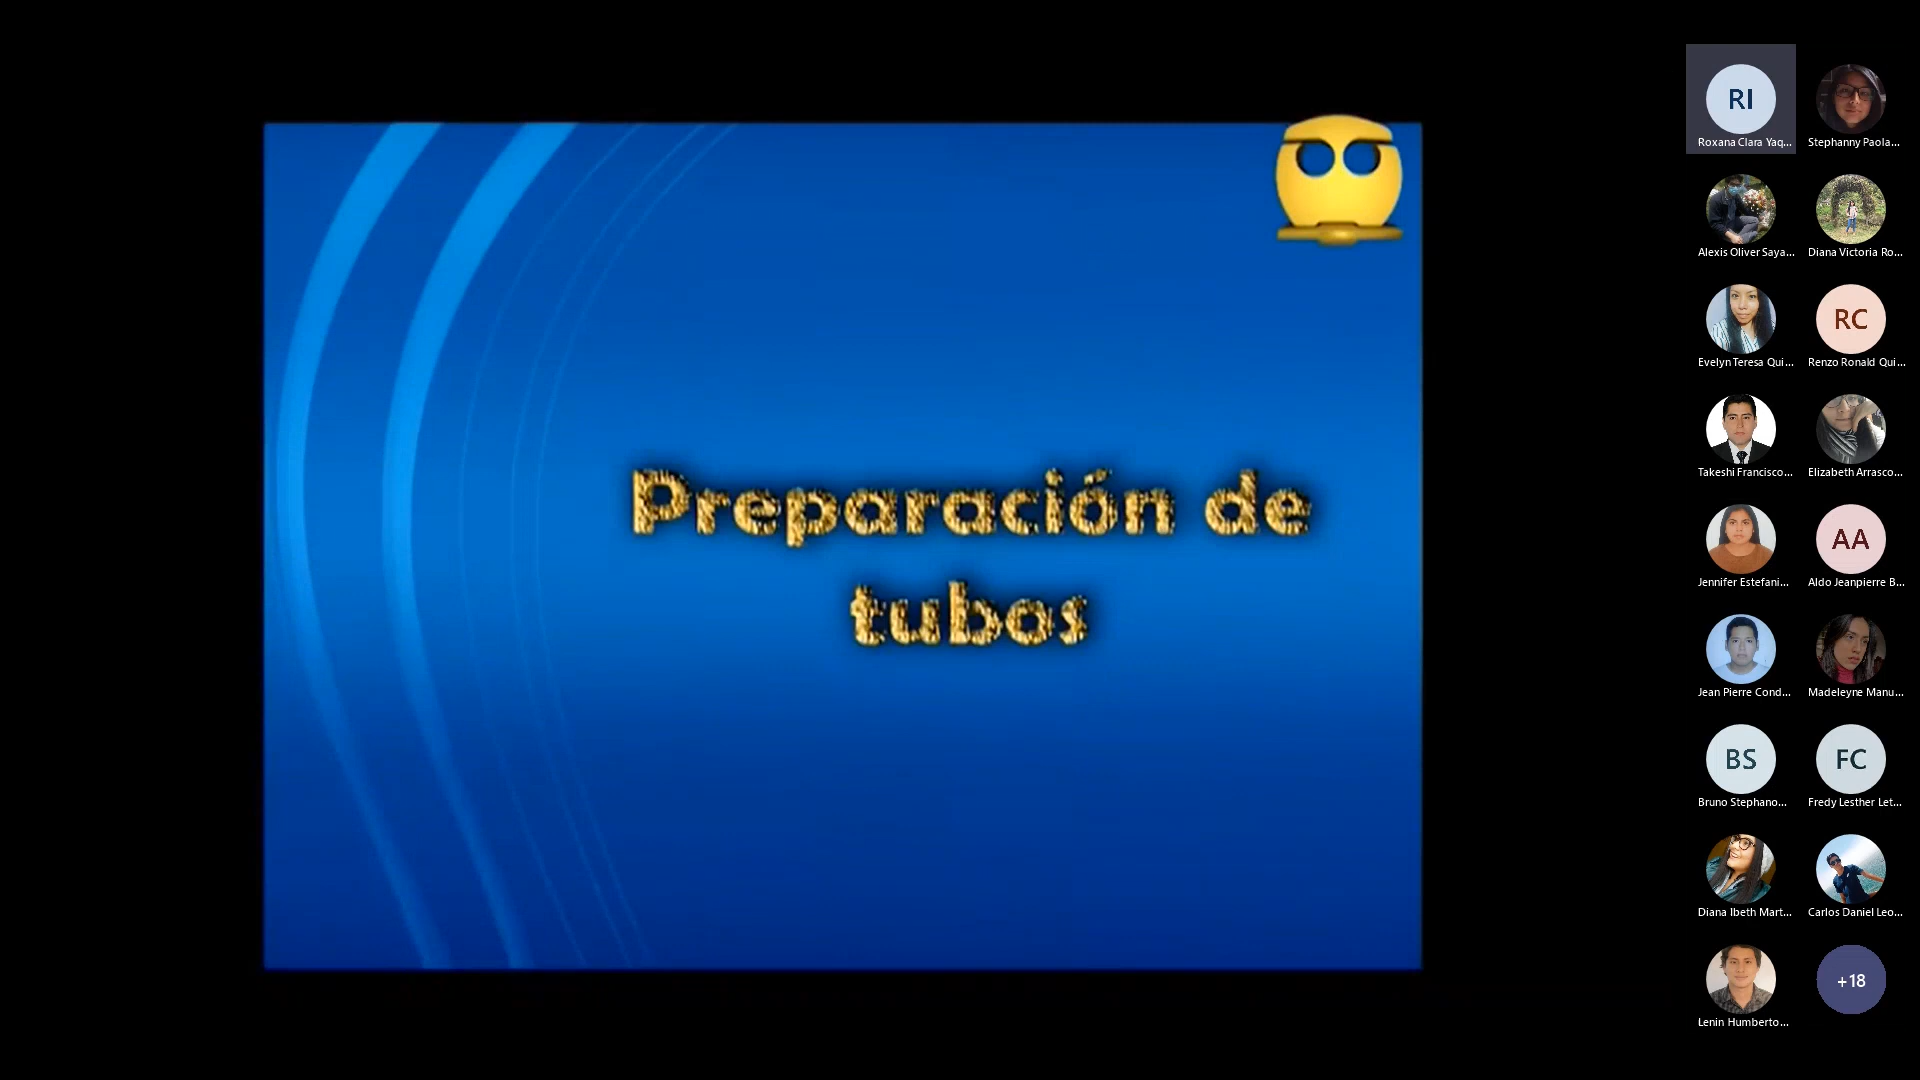 Preparación de
tubos
RI
Roxana Clara Yaq...
Stephanny Paola...
Alexis Oliver Saya...
Diana Victoria Ro...
Evelyn Teresa Qui...
RC
Renzo Ronald Qui...
Takeshi Francisco...
Elizabeth Arrasco...
Jennifer Estefani...
AA
Aldo Jeanpierre B...
Jean Pierre Cond...
Madeleyne Manu...
BS
Bruno Stephano...
FC
Fredy Lesther Let...
Diana Ibeth Mart...
Carlos Daniel Leo...
Lenin Humberto...
+18